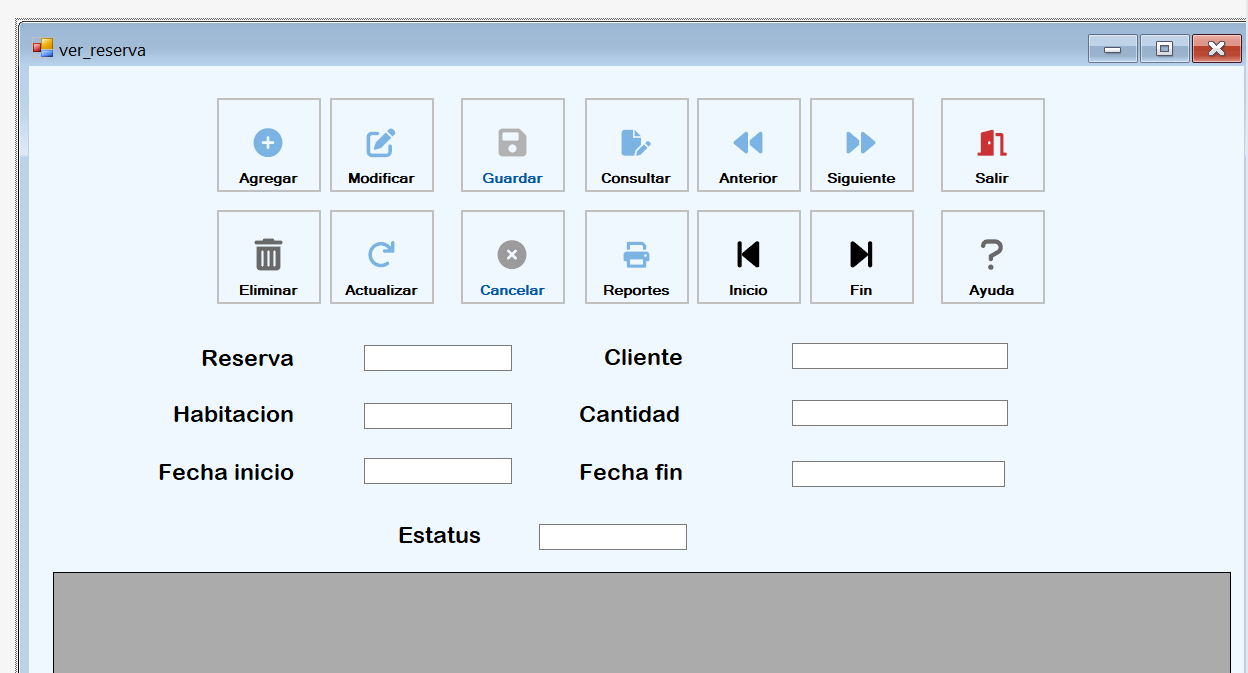 ver_reserva
Agregar Modificar Guardar Consultar Anterior Siguiente Salir
Eliminar Actualizar Cancelar Reportes Inicio Fin Ayuda
Reserva Cliente
Habitacion Cantidad
Fecha inicio Fecha fin
Estatus